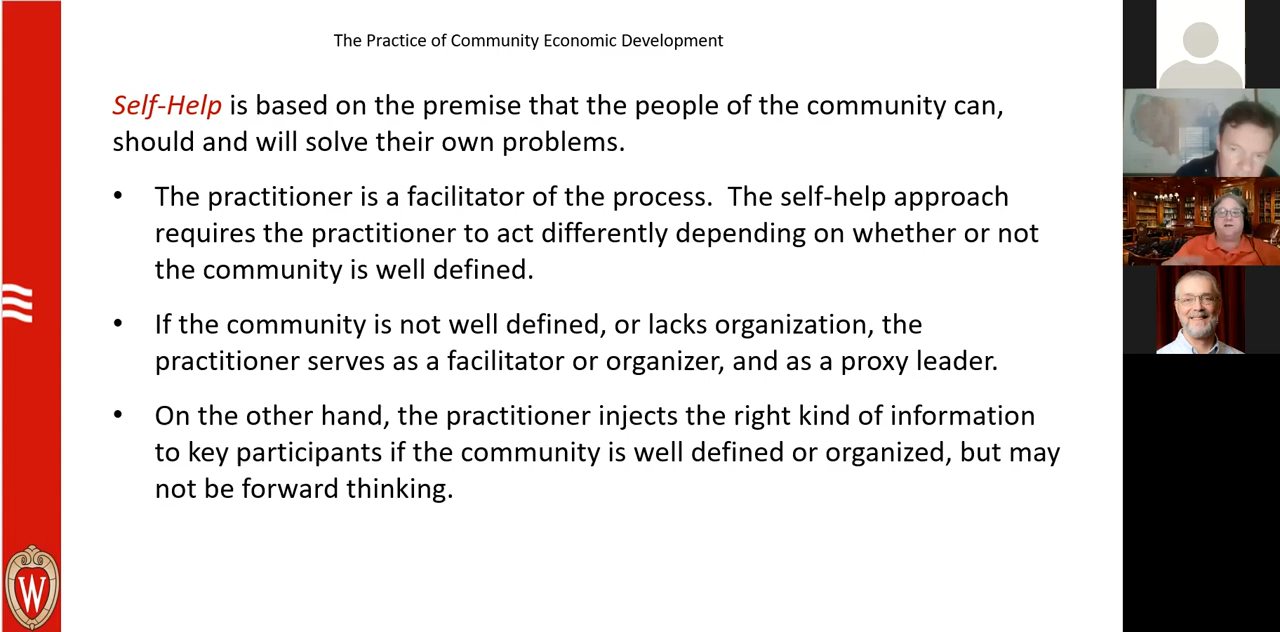 The Practice of Community Economic Development
Self-Help is based on the premise that the people of the community can,
should and will solve their own problems.
• The practitioner is a facilitator of the process.  The self-help approach
requires the practitioner to act differently depending on whether or not
the community is well defined.
• If the community is not well defined, or lacks organization, the
practitioner serves as a facilitator or organizer, and as a proxy leader.
• On the other hand, the practitioner injects the right kind of information
to key participants if the community is well defined or organized, but may
not be forward thinking.
W